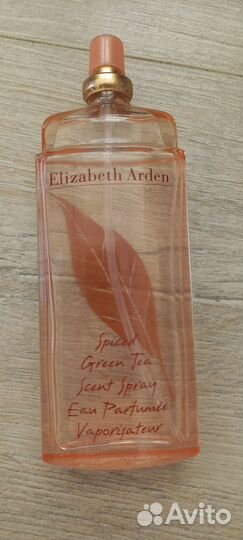 Elizabeth Arden
Spiced
Green Tea
Scent Spray
Eau Parfumée
Vaporisateur
Avito